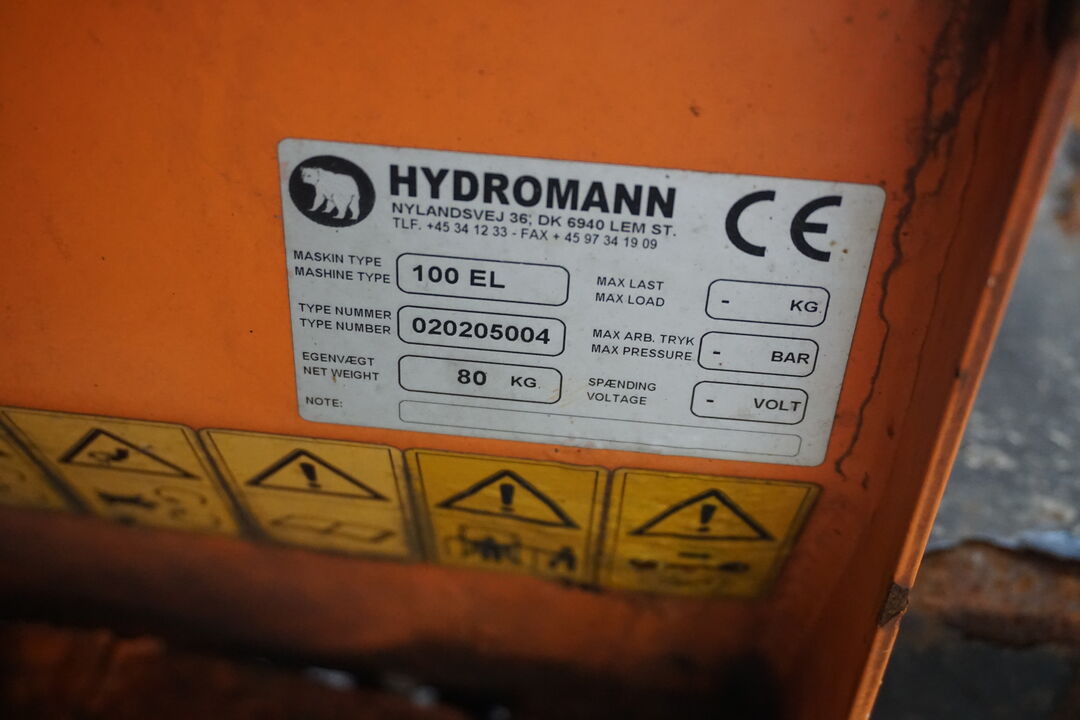 HYDROMANN
NYLANDSVEJ 36; DK 6940 LEM ST.
TLF. +45 34 12 33 - FAX + 45 97 34 19 09
CE
MASKIN TYPE
MASHINE TYPE
100 EL
TYPE NUMMER
TYPE NUMBER
020205004
EGENVÆGT
NET WEIGHT
80 KG
NOTE:
MAX LAST
MAX LOAD
- KG
MAX ARB. TRYK
MAX PRESSURE
- BAR
SPÆNDING
VOLTAGE
- VOLT